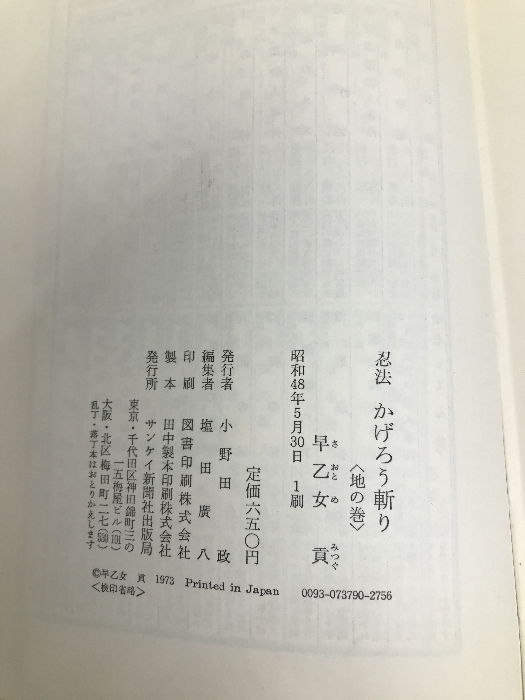 忍法 かげろう斬り
〈地の巻〉
早乙女 貢
さおとめ みつぐ
昭和48年5月30日 1刷
定価六五〇円
発行者 小野田 政
編集者 塩田廣八
印刷 図書印刷株式会社
製本 田中製本印刷株式会社
発行所 サンケイ新聞社出版局
東京・千代田区神田錦町三の
一五梅屋ビル(101)
大阪・北区梅田町二七(530)
乱丁・落丁本はおとりかえします
©早乙女 貢 1973 Printed in Japan 0093-073790-2756
〈検印省略〉